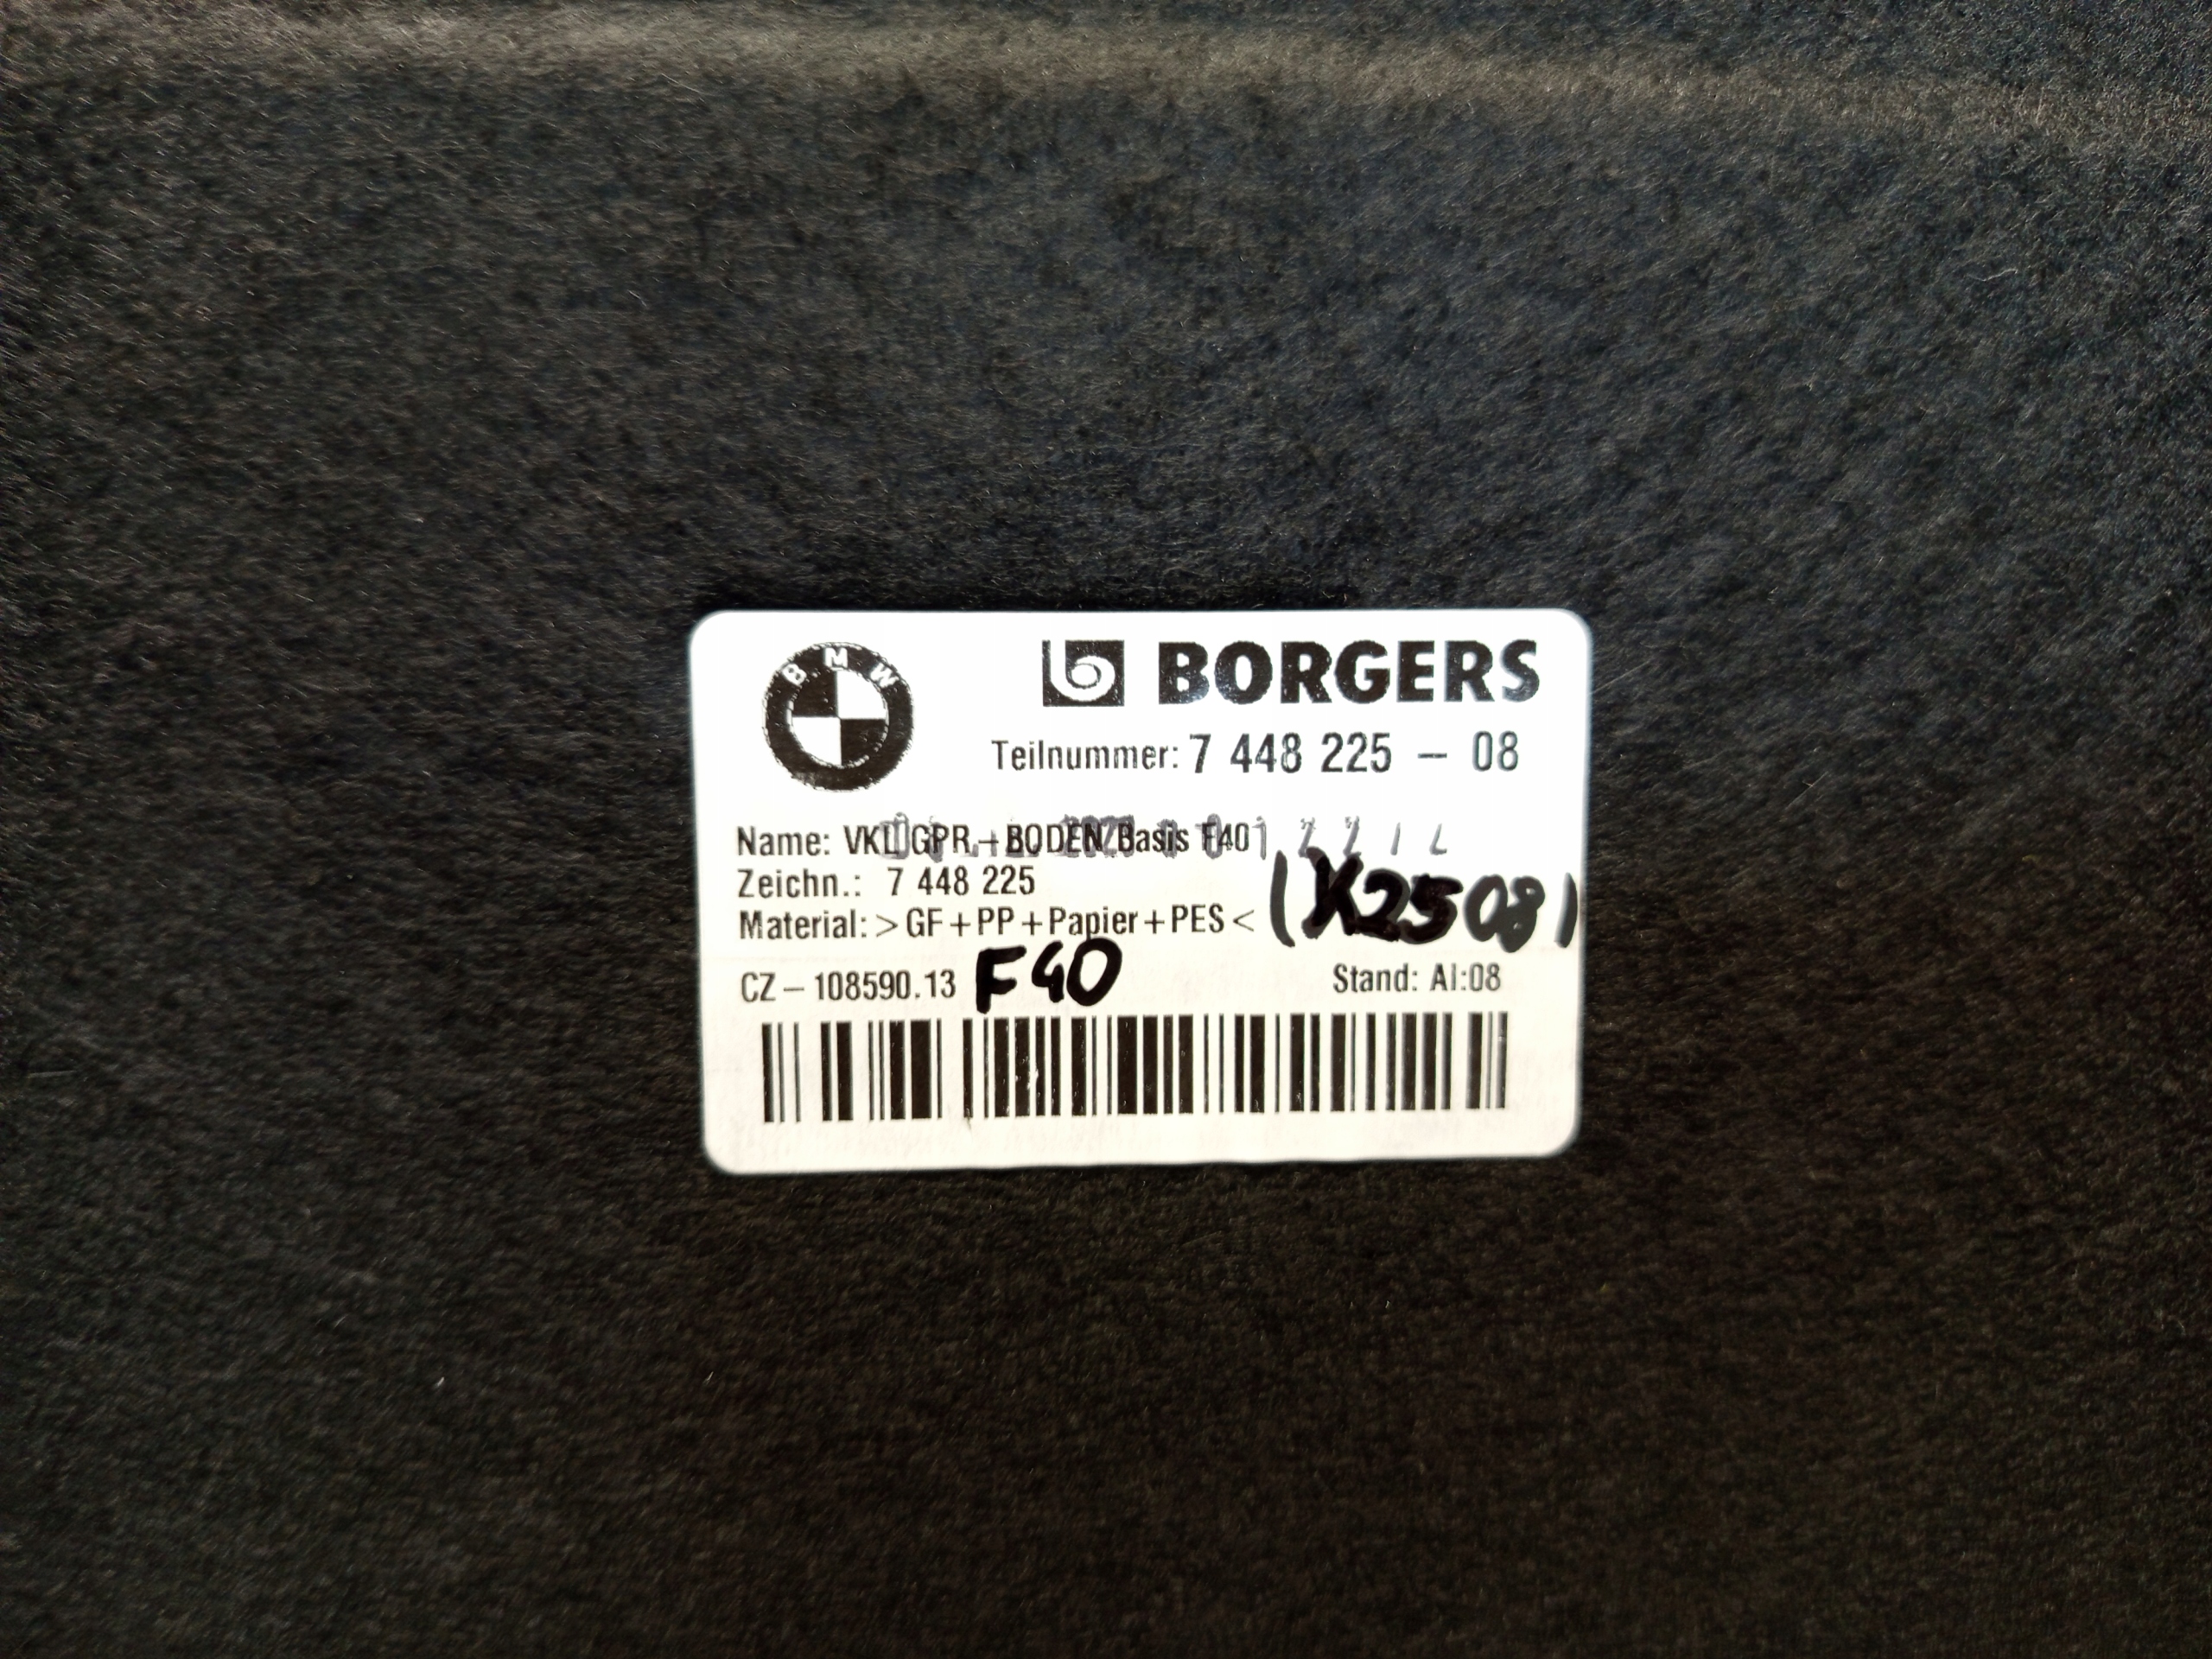 BMW
BORGERS
Teilnummer: 7 448 225 – 08
Name: VKL GPR-BODEN Basis F40
Zeichn.: 7 448 225
(X2508)
Material: >GF+PP+Papier+PES<
CZ – 108590.13 F40 Stand: AI:08